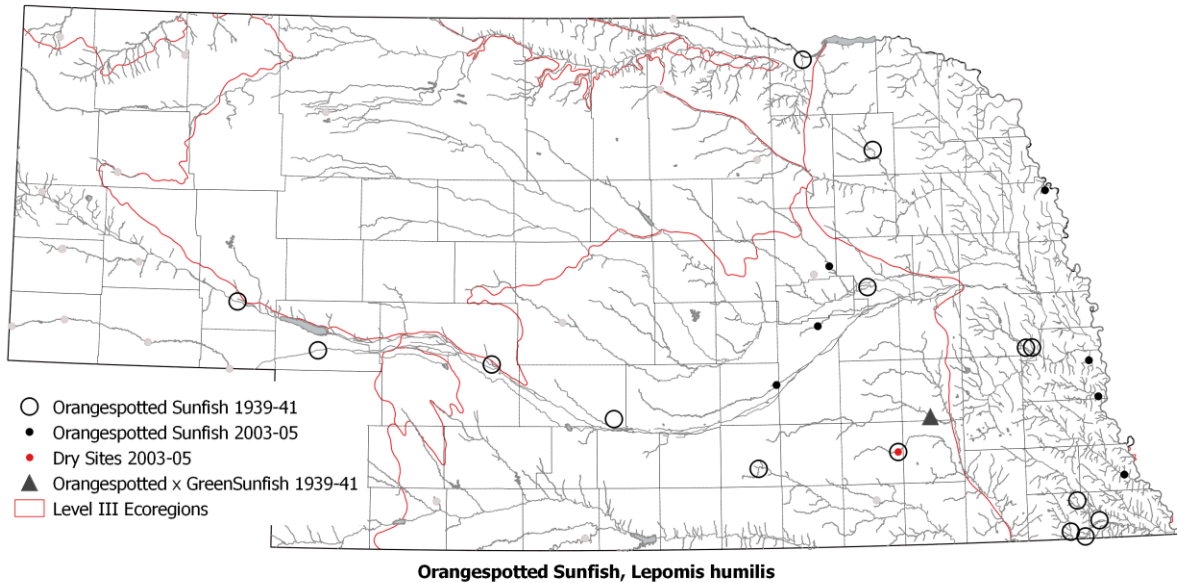 Orangespotted Sunfish 1939-41
Orangespotted Sunfish 2003-05
Dry Sites 2003-05
Orangespotted x GreenSunfish 1939-41
Level III Ecoregions
Orangespotted Sunfish, Lepomis humilis